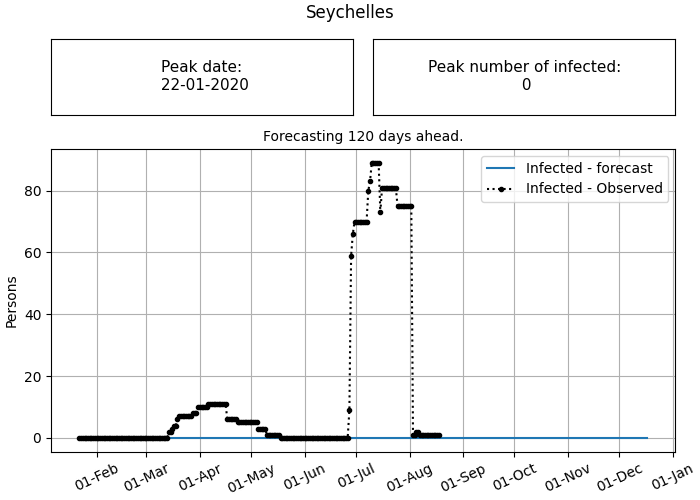 Seychelles
Peak date:
22-01-2020
Peak number of infected:
0
Forecasting 120 days ahead.
Infected - forecast
Infected - Observed
Persons
80
60
40
20
0
01-Feb
01-Mar
01-Apr
01-May
01-Jun
01-Jul
01-Aug
01-Sep
01-Oct
01-Nov
01-Dec
01-Jan